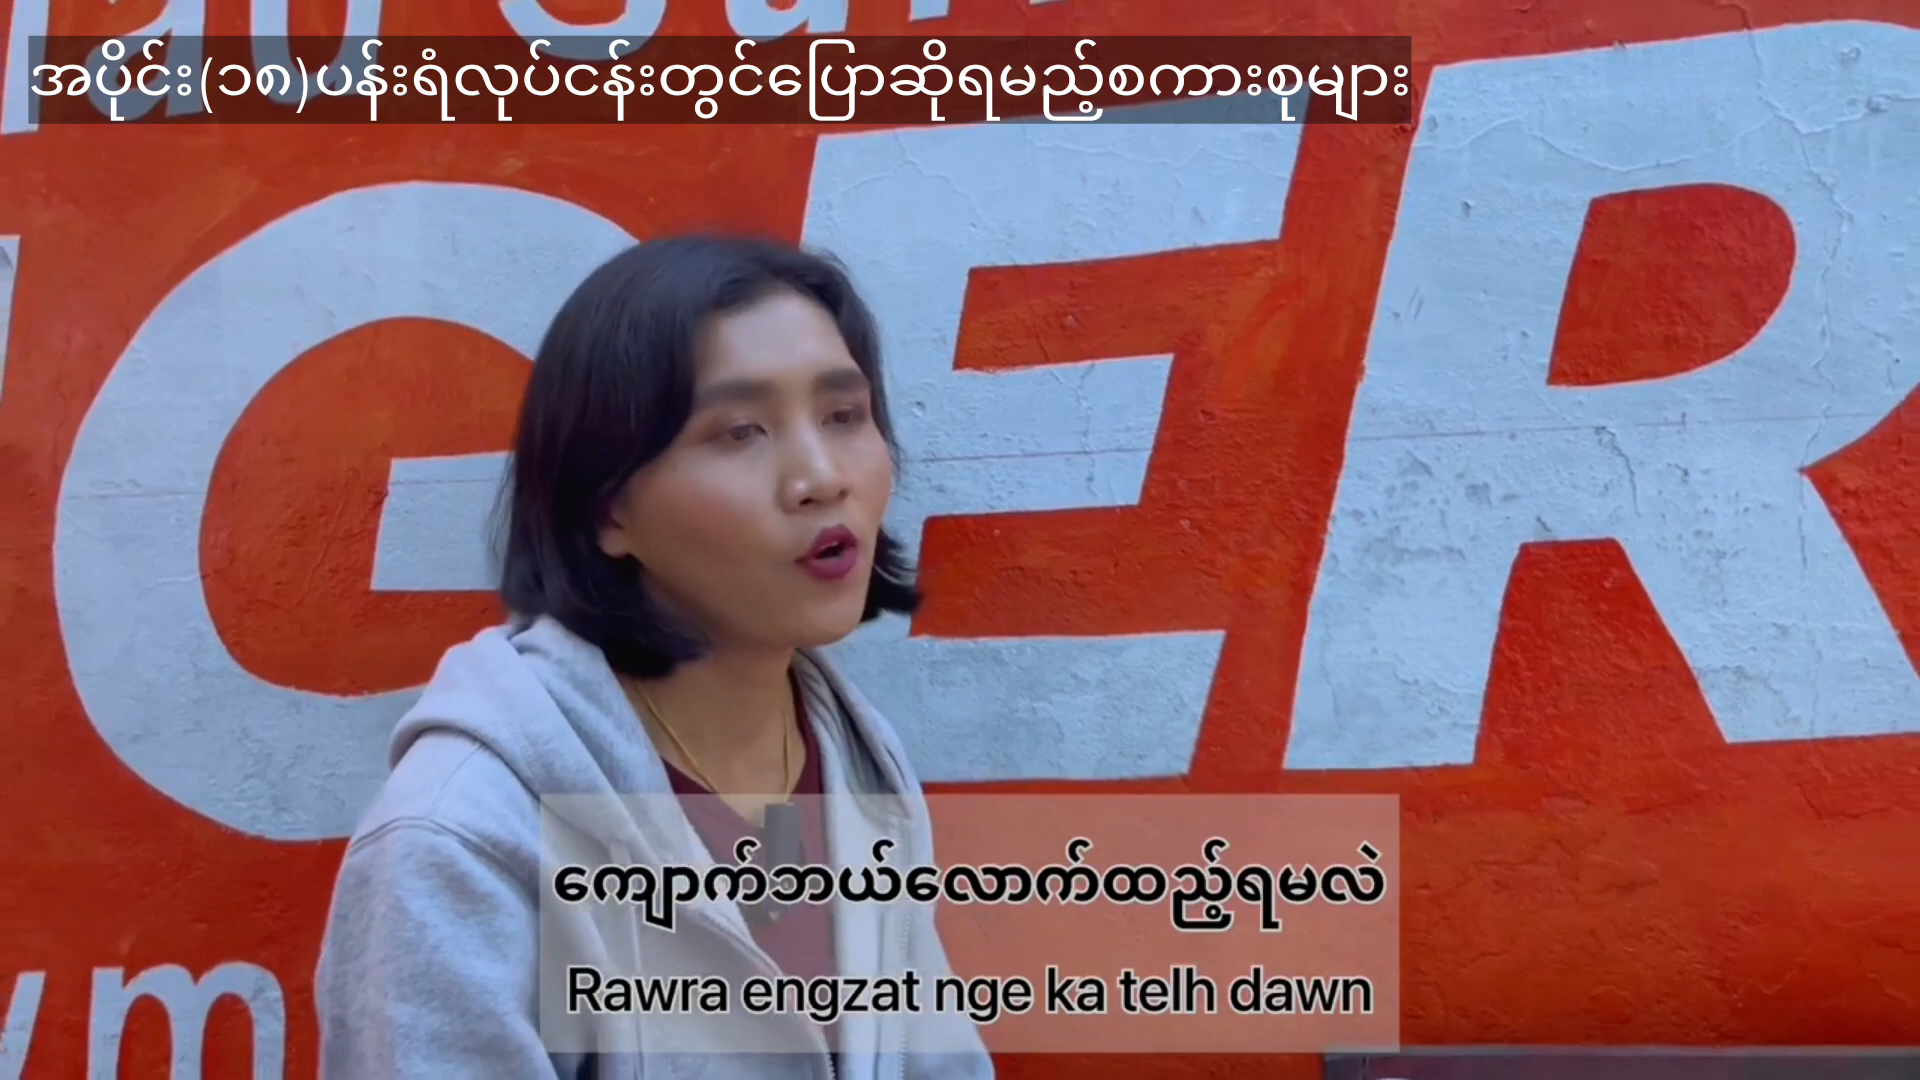 အပိုင်း(၁၈)ပန်းရံလုပ်ငန်းတွင်ပြောဆိုရမည့်စကားစုများ
GER
ကျောက်ဘယ်လောက်ထည့်ရမလဲ
Rawra engzat nge ka telh dawn
ym